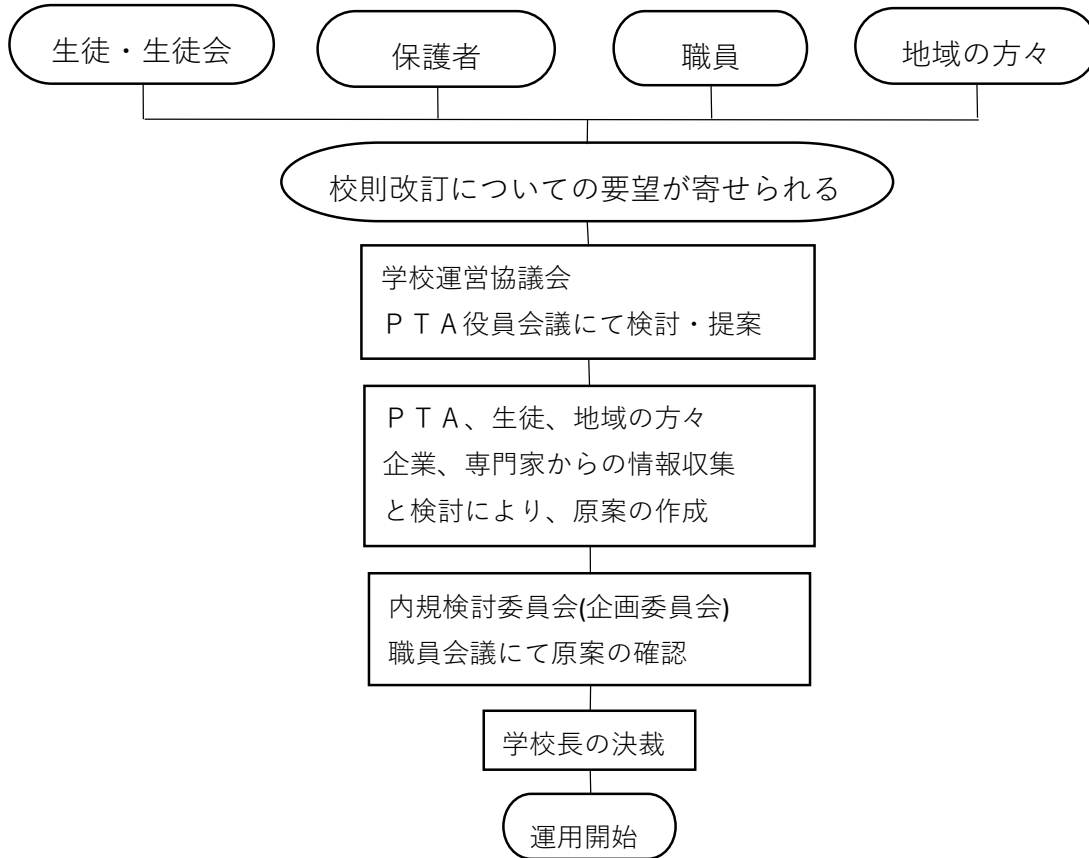 生徒・生徒会
保護者
職員
地域の方々
校則改訂についての要望が寄せられる
学校運営協議会
ＰＴＡ役員会議にて検討・提案
ＰＴＡ、生徒、地域の方々
企業、専門家からの情報収集
と検討により、原案の作成
内規検討委員会(企画委員会)
職員会議にて原案の確認
学校長の決裁
運用開始